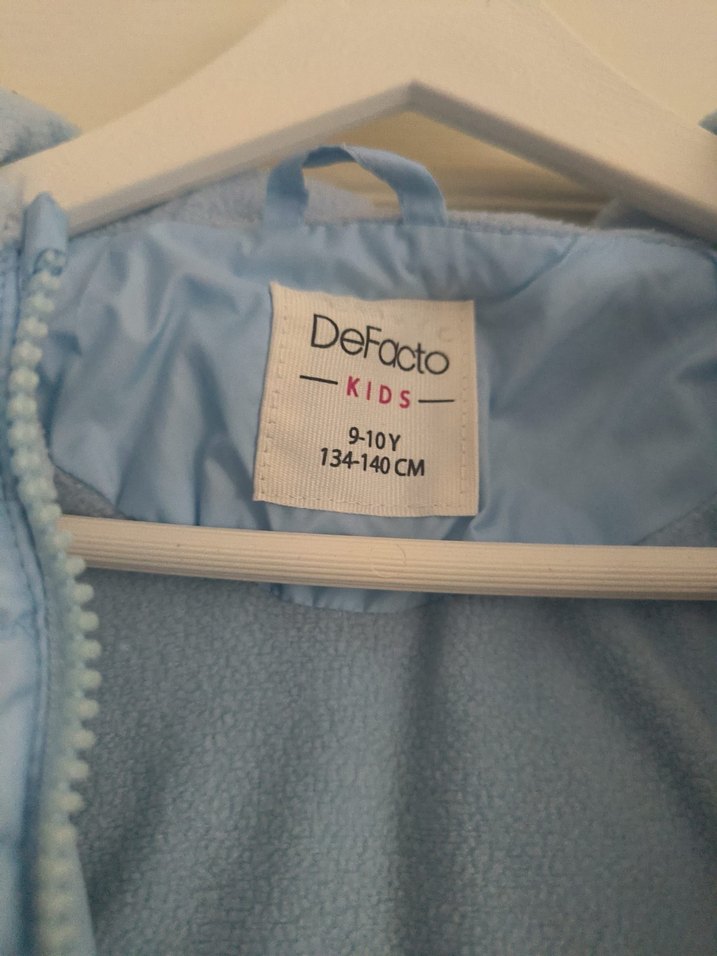 DeFacto
KIDS
9-10Y
134-140 CM